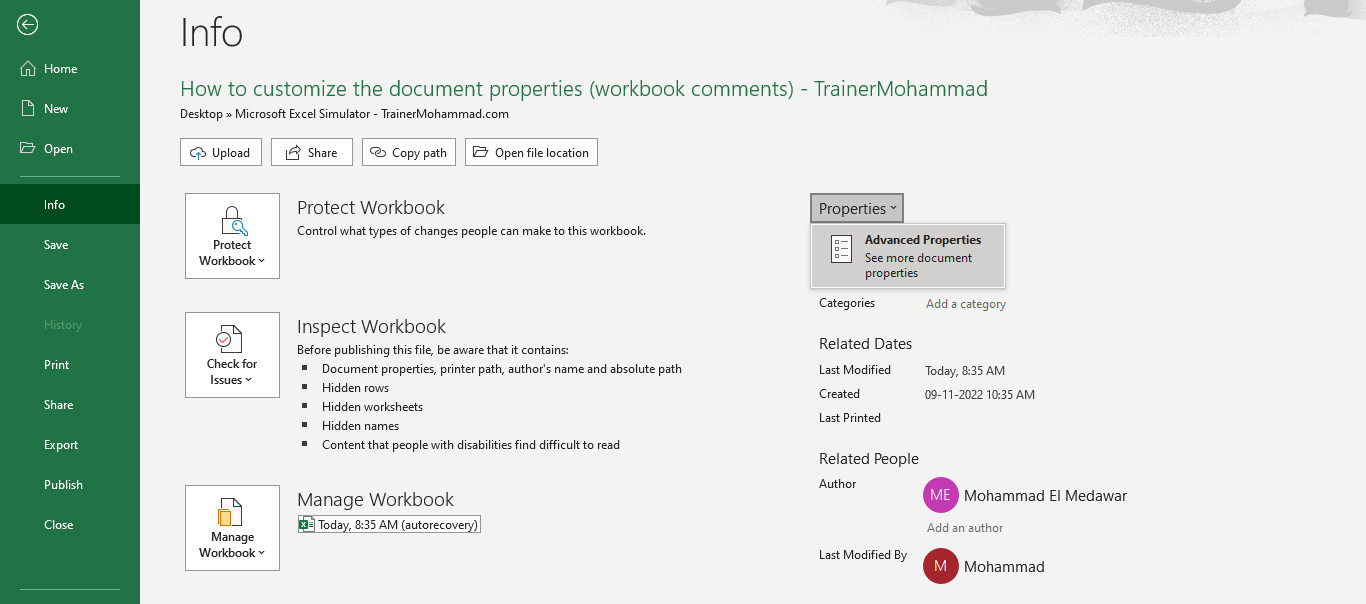 Info
Home
New
Open
Info
Save
Save As
History
Print
Share
Export
Publish
Close
How to customize the document properties (workbook comments) - TrainerMohammad
Desktop » Microsoft Excel Simulator - TrainerMohammad.com
Upload
Share
Copy path
Open file location
Protect
Workbook
Protect Workbook
Control what types of changes people can make to this workbook.
Check for
Issues
Inspect Workbook
Before publishing this file, be aware that it contains:
Document properties, printer path, author's name and absolute path
Hidden rows
Hidden worksheets
Hidden names
Content that people with disabilities find difficult to read
Manage
Workbook
Manage Workbook
Today, 8:35 AM (autorecovery)
Properties
Advanced Properties
See more document
properties
Categories Add a category
Related Dates
Last Modified Today, 8:35 AM
Created 09-11-2022 10:35 AM
Last Printed
Related People
Author
ME Mohammad El Medawar
Add an author
Last Modified By
M Mohammad